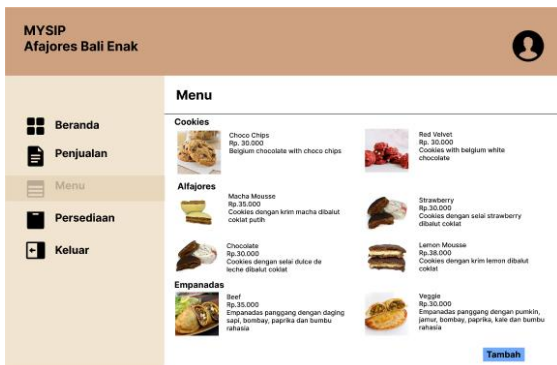 MYSIP
Afajores Bali Enak
Beranda
Penjualan
Menu
Persediaan
Keluar
Menu
Cookies
Choco Chips
Rp. 30.000
Belgium chocolate with choco chips
Red Velvet
Rp. 30.000
Cookies with belgium white
chocolate
Alfajores
Macha Mousse
Rp.35.000
Cookies dengan krim macha dibalut
coklat putih
Strawberry
Rp.30.000
Cookies dengan selai strawberry
dibalut coklat
Chocolate
Rp.30.000
Cookies dengan selai dulce de
leche dibalut coklat
Lemon Mousse
Rp.38.000
Cookies dengan krim lemon dibalut
coklat
Empanadas
Beef
Rp.35.000
Empanadas panggang dengan daging
sapi, bombay, paprika dan bumbu
rahasia
Veggie
Rp.30.000
Empanadas panggang dengan pumkin,
jamur, bombay, paprika, kale dan bumbu
rahasia
Tambah